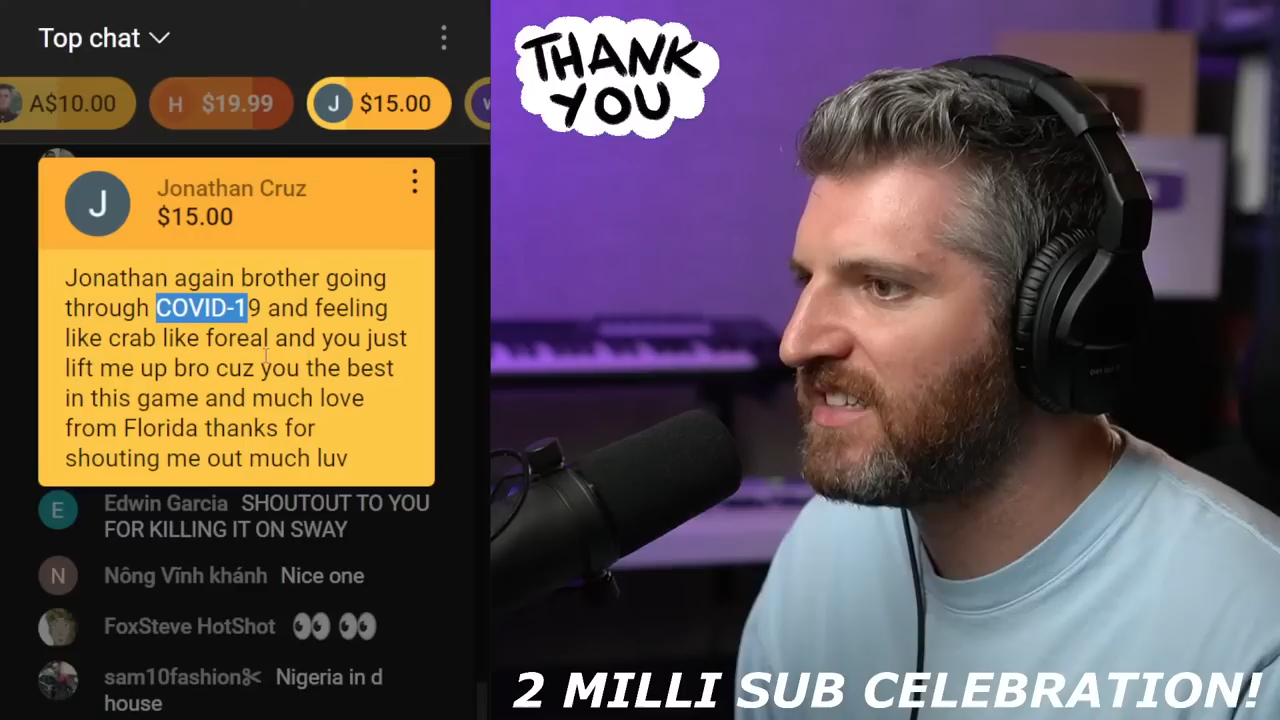 Top chat
A$10.00
H $19.99
J $15.00
J
Jonathan Cruz
$15.00
Jonathan again brother going
through COVID-19 and feeling
like crab like foreal and you just
lift me up bro cuz you the best
in this game and much love
from Florida thanks for
shouting me out much luv
E
Edwin Garcia SHOUTOUT TO YOU
FOR KILLING IT ON SWAY
N
Nông Vĩnh khánh Nice one
FoxSteve HotShot 👀 👀
sam10fashion✂ Nigeria in d
house
THANK
YOU
2 MILLI SUB CELEBRATION!